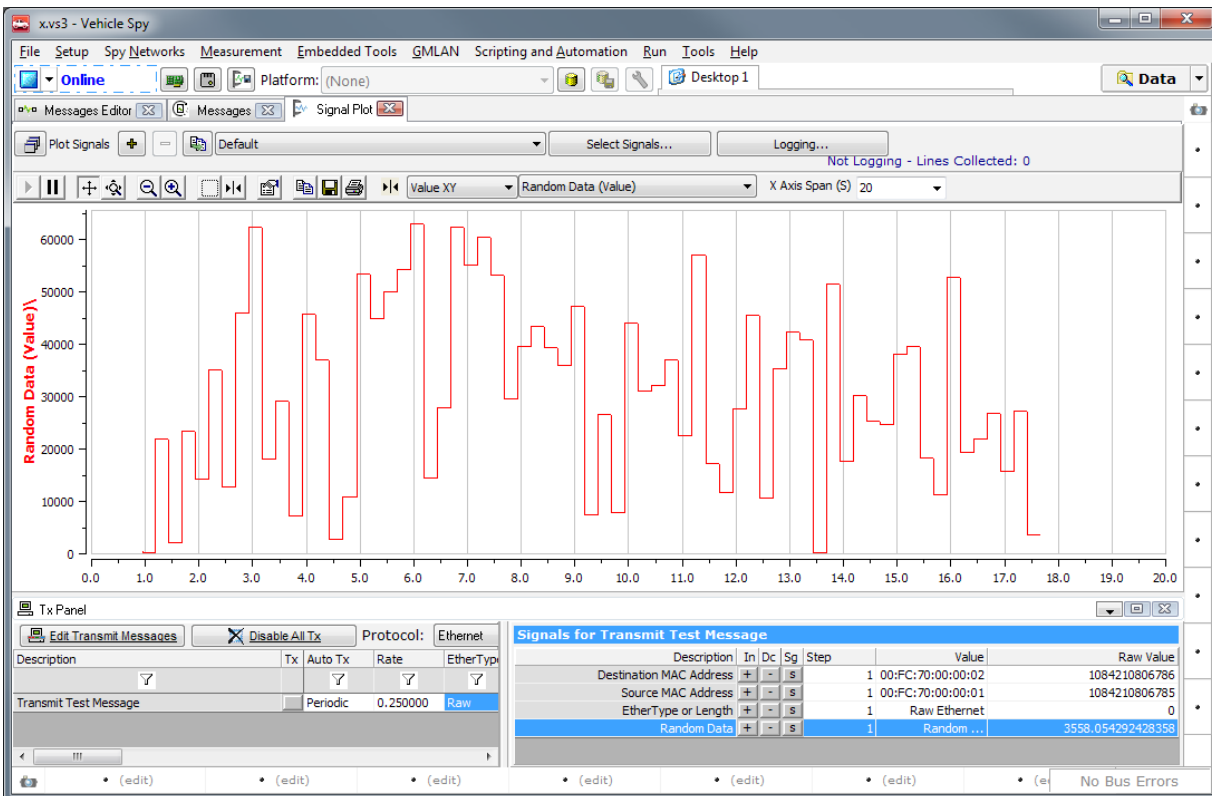 x.vs3 - Vehicle Spy
File Setup Spy Networks Measurement Embedded Tools GMLAN Scripting and Automation Run Tools Help
Online Platform: (None) Desktop 1 Data
Messages Editor Messages Signal Plot
Plot Signals Default Select Signals... Logging...
Not Logging - Lines Collected: 0
Value XY Random Data (Value) X Axis Span (S) 20
Random Data (Value)\
60000
50000
40000
30000
20000
10000
0
0.0 1.0 2.0 3.0 4.0 5.0 6.0 7.0 8.0 9.0 10.0 11.0 12.0 13.0 14.0 15.0 16.0 17.0 18.0 19.0 20.0
Tx Panel
Edit Transmit Messages Disable All Tx Protocol: Ethernet
Description Tx Auto Tx Rate EtherType
Transmit Test Message Periodic 0.250000 Raw
Signals for Transmit Test Message
Description In Dc Sg Step Value Raw Value
Destination MAC Address + - s 1 00:FC:70:00:00:02 1084210806786
Source MAC Address + - s 1 00:FC:70:00:00:01 1084210806785
EtherType or Length + - s 1 Raw Ethernet 0
Random Data + - s 1 Random ... 3558.054292428358
(edit) (edit) (edit) (edit) (edit) (edit) (e No Bus Errors